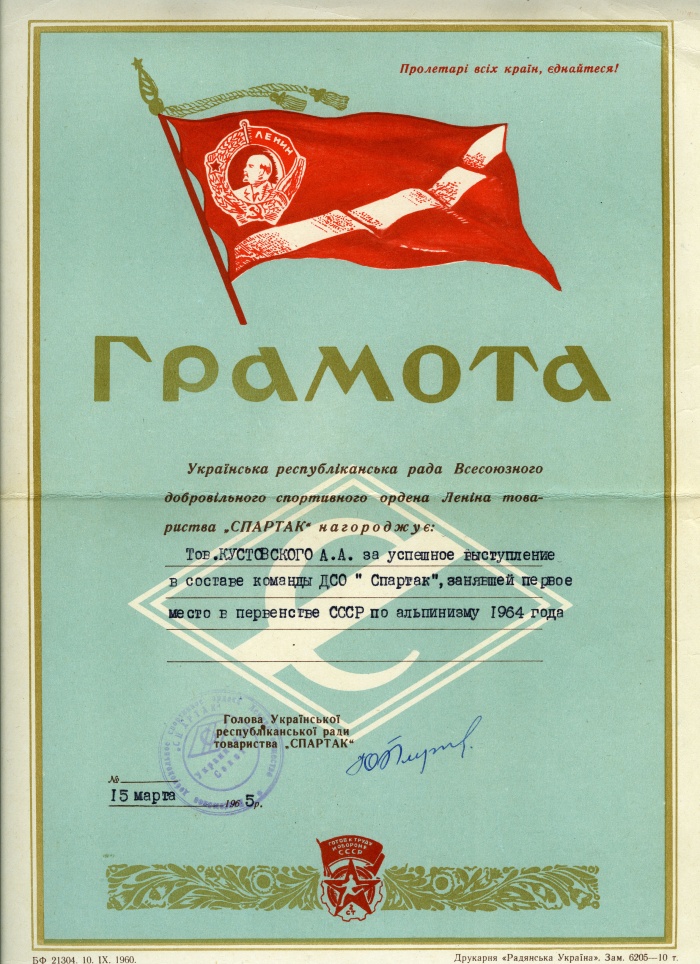 Пролетарі всіх країн, єднайтеся!
ЛЕНИН
ГРАМОТА
Українська республіканська рада Всесоюзного
добровільного спортивного ордена Леніна това-
риства „СПАРТАК“ нагороджує:
Тов.КУСТОВСКОГО А.А. за успешное выступление
в составе команды ДСО " Спартак",занявшей первое
место в первенстве СССР по альпинизму 1964 года
Голова Української
республіканської ради
товариства „СПАРТАК“
№
15 марта 1965р.
ГОТОВ К ТРУДУ
И ОБОРОНЕ
СССР
БФ 21304. 10. IX. 1960.
Друкарня «Радянська Україна». Зам. 6205—10 т.